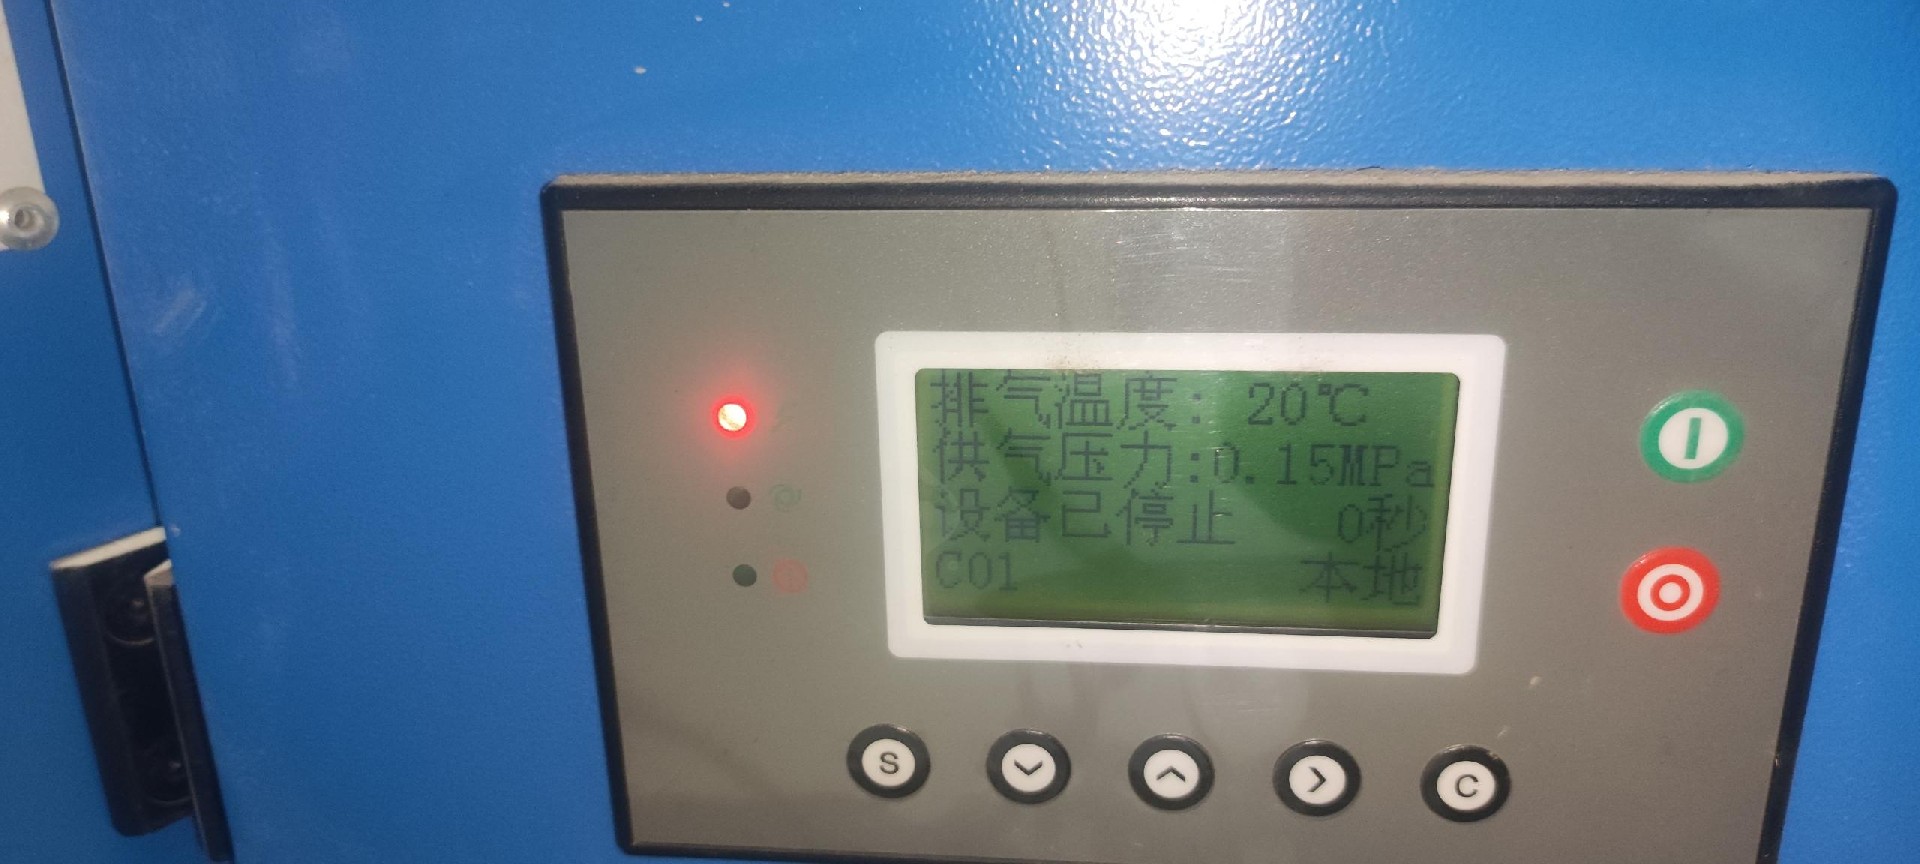 排气温度: 20℃
供气压力:0.15MPa
设备已停止 0秒
C01 本地
S C